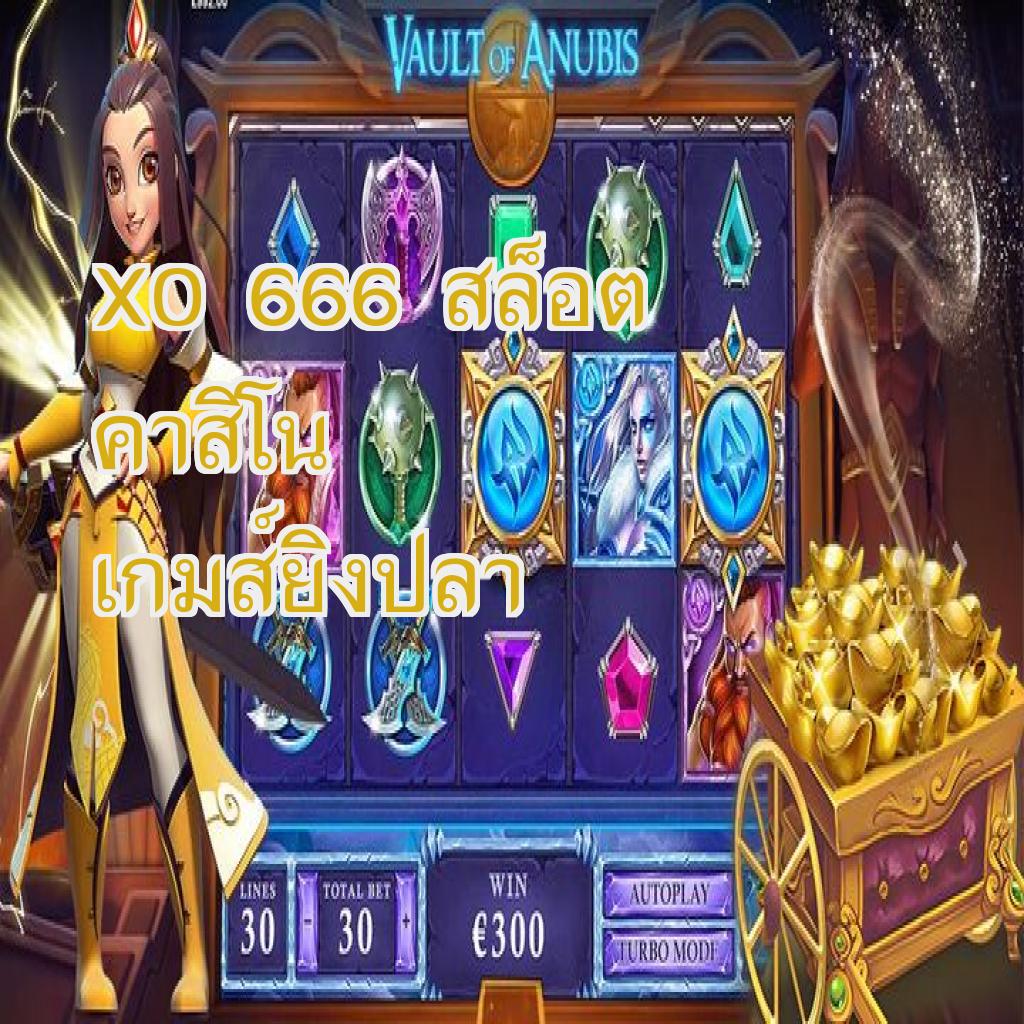 VAULT OF ANUBIS
XO 666 สล็อต
คาสิโน
เกมส์ยิงปลา
LINES
30
TOTAL BET
- 30 +
WIN
€300
AUTOPLAY
TURBO MODE